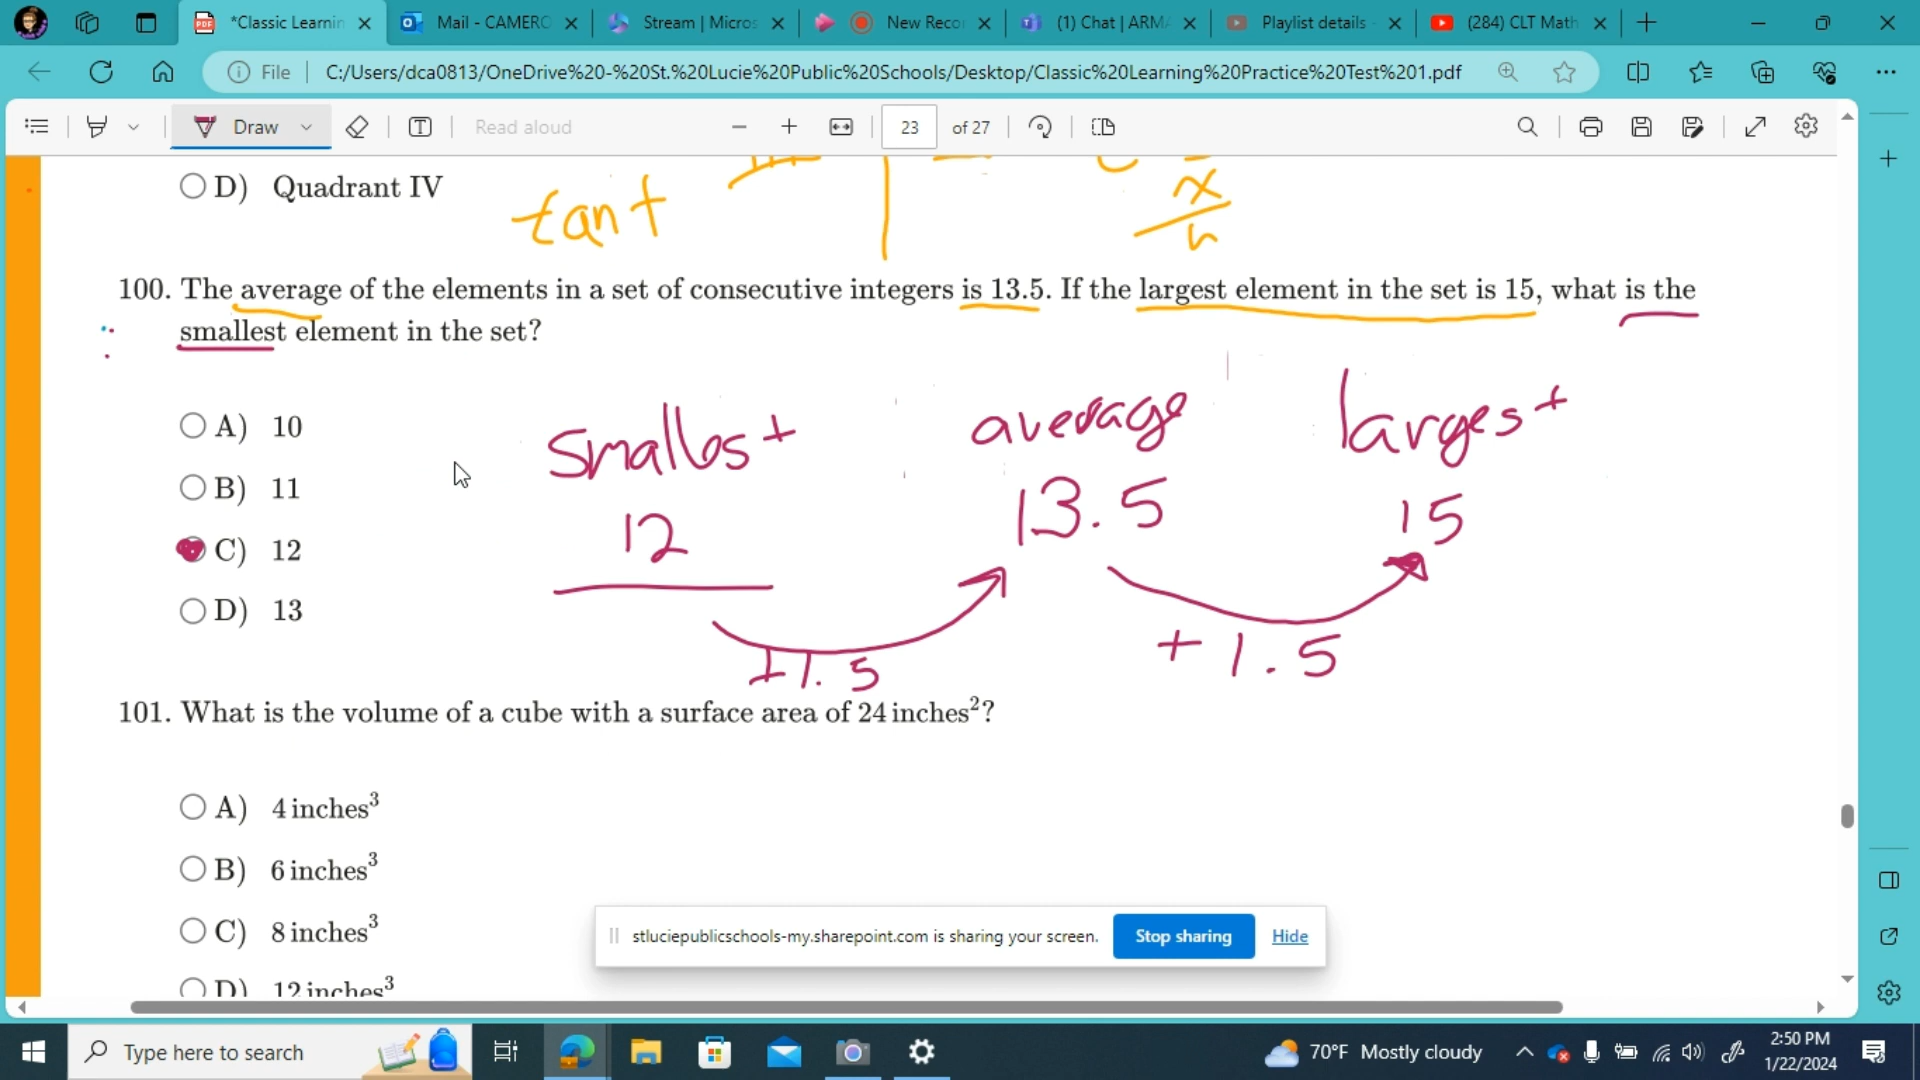 *Classic Learnin
Mail - CAMERO
Stream | Micros
New Recor
(1) Chat | ARMA
Playlist details
(284) CLT Math
File
C:/Users/dca0813/OneDrive%20-%20St.%20Lucie%20Public%20Schools/Desktop/Classic%20Learning%20Practice%20Test%201.pdf
Draw
Read aloud
23
of 27
D) Quadrant IV
tan t
x
h
100. The average of the elements in a set of consecutive integers is 13.5. If the largest element in the set is 15, what is the
smallest element in the set?
A) 10
B) 11
C) 12
D) 13
smallest
average
largest
12
13.5
15
+1.5
+1.5
101. What is the volume of a cube with a surface area of 24 inches²?
A) 4 inches³
B) 6 inches³
C) 8 inches³
D) 12 inches³
stluciepublicschools-my.sharepoint.com is sharing your screen.
Stop sharing
Hide
Type here to search
70°F Mostly cloudy
2:50 PM
1/22/2024